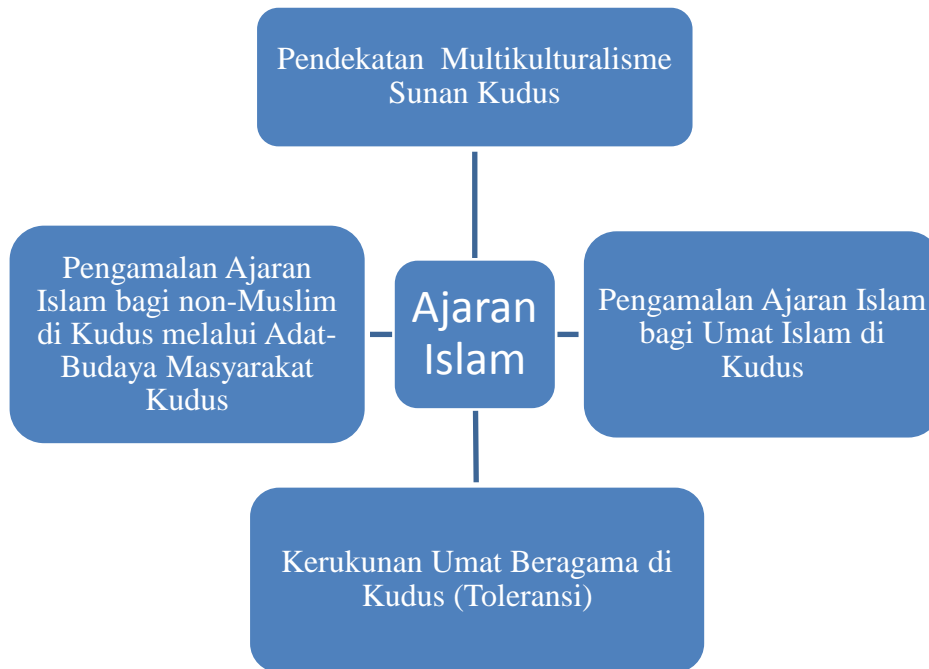 Pendekatan Multikulturalisme
Sunan Kudus
Pengamalan Ajaran
Islam bagi non-Muslim
di Kudus melalui Adat-
Budaya Masyarakat
Kudus
Ajaran
Islam
Pengamalan Ajaran Islam
bagi Umat Islam di
Kudus
Kerukunan Umat Beragama di
Kudus (Toleransi)